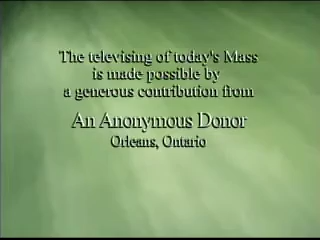 The televising of today's Mass
is made possible by
a generous contribution from
An Anonymous Donor
Orleans, Ontario